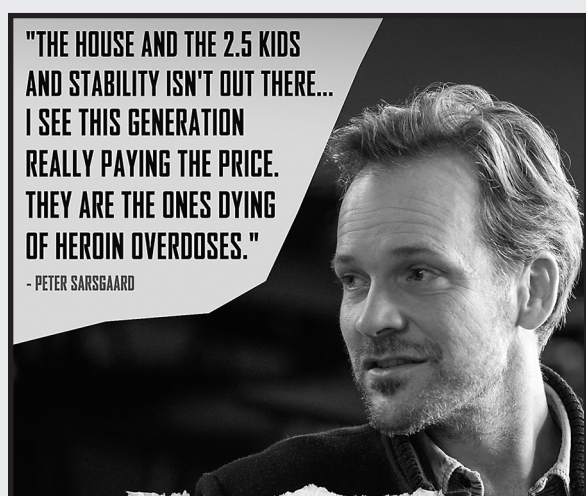 "THE HOUSE AND THE 2.5 KIDS
AND STABILITY ISN'T OUT THERE...
I SEE THIS GENERATION
REALLY PAYING THE PRICE.
THEY ARE THE ONES DYING
OF HEROIN OVERDOSES."
- PETER SARSGAARD